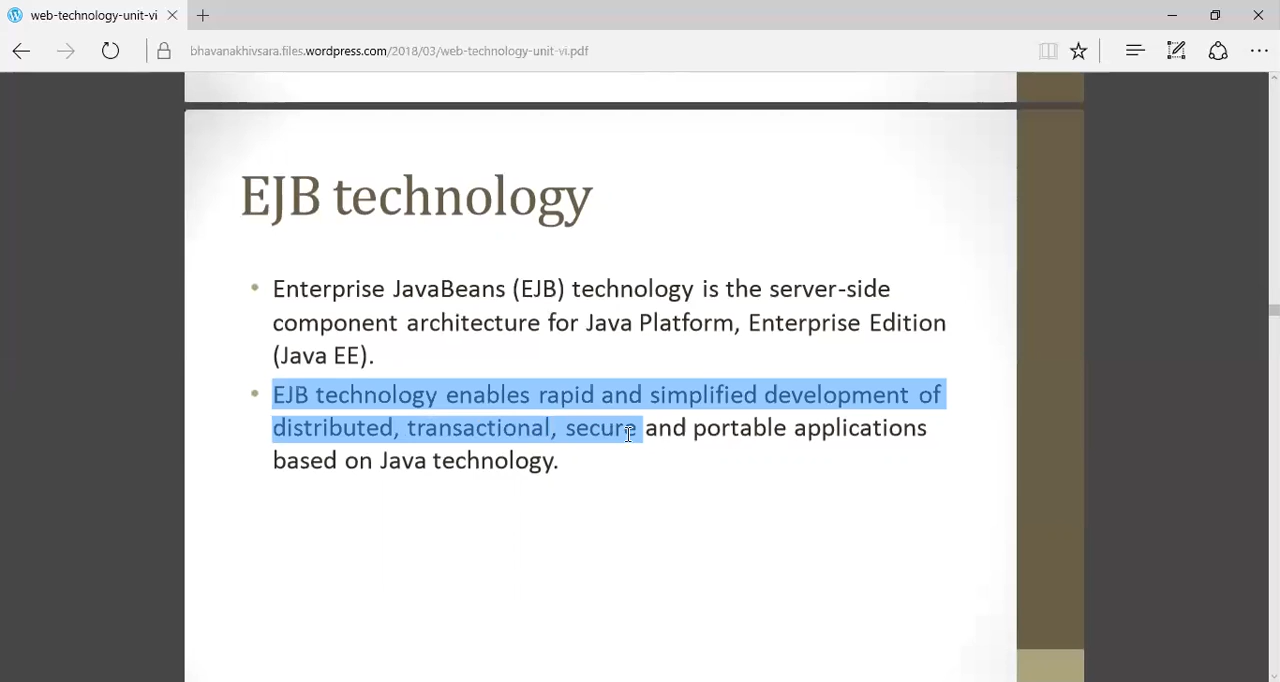 web-technology-unit-vi
bhavanakhivsara.files.wordpress.com/2018/03/web-technology-unit-vi.pdf
EJB technology
• Enterprise JavaBeans (EJB) technology is the server-side
component architecture for Java Platform, Enterprise Edition
(Java EE).
• EJB technology enables rapid and simplified development of
distributed, transactional, secure and portable applications
based on Java technology.